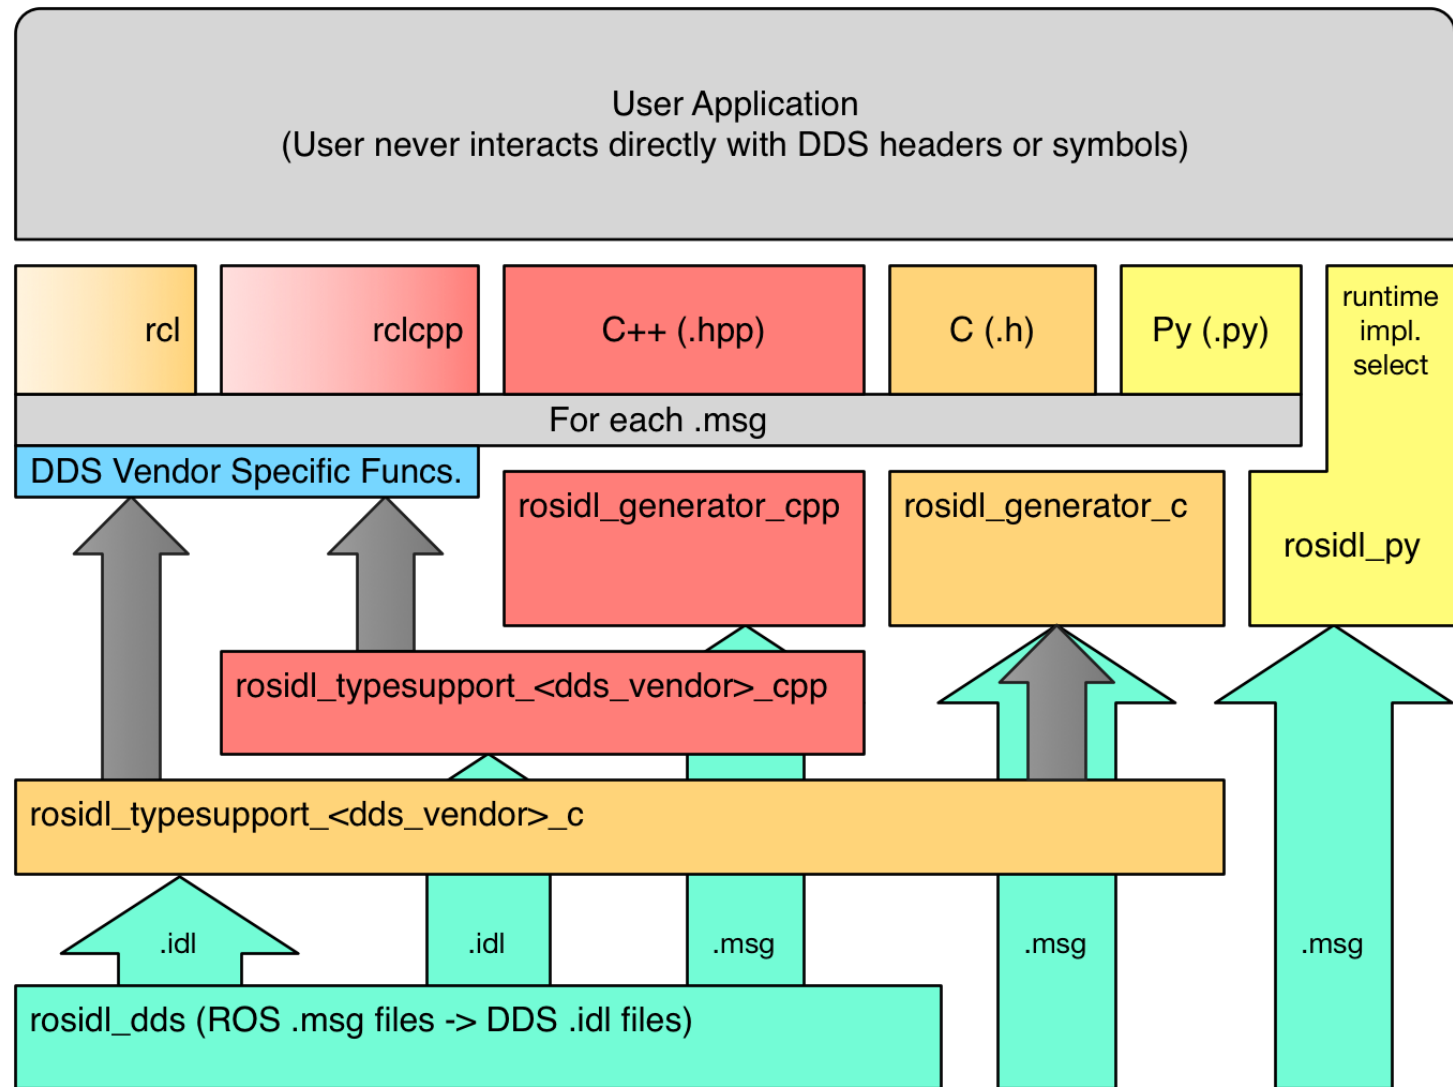 User Application
(User never interacts directly with DDS headers or symbols)
rcl
rclcpp
C++ (.hpp)
C (.h)
Py (.py)
runtime
impl.
select
For each .msg
DDS Vendor Specific Funcs.
rosidl_generator_cpp
rosidl_generator_c
rosidl_py
rosidl_typesupport_<dds_vendor>_cpp
rosidl_typesupport_<dds_vendor>_c
.idl
.idl
.msg
.msg
.msg
rosidl_dds (ROS .msg files -> DDS .idl files)